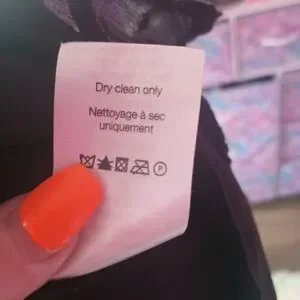 Dry clean only
Nettoyage à sec
uniquement
P